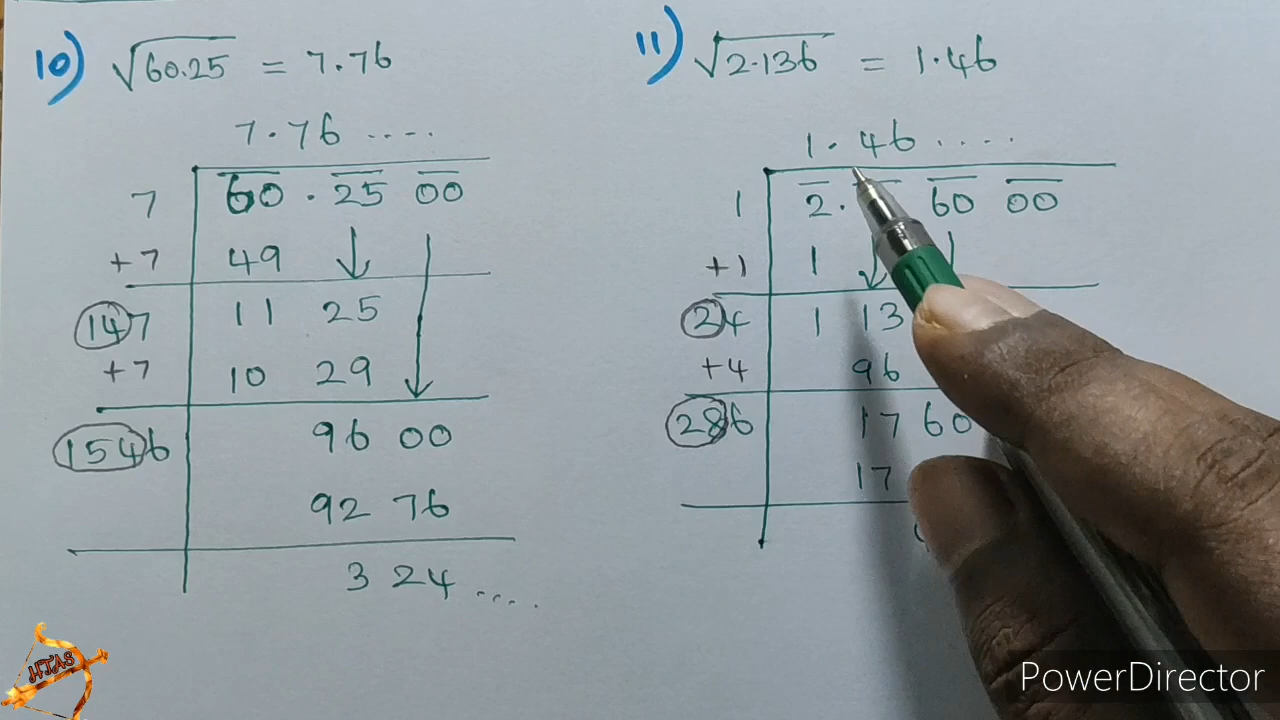 10) √60.25 = 7.76
7.76 ....
7 60.25 00
+7 49
147 11 25
+7 10 29
1546 96 00
92 76
3 24 ....
11) √2.136 = 1.46
1.46 ....
1 2. 60 00
+1 1
24 1 13
+4 96
286 17 60
17
HTAS
PowerDirector